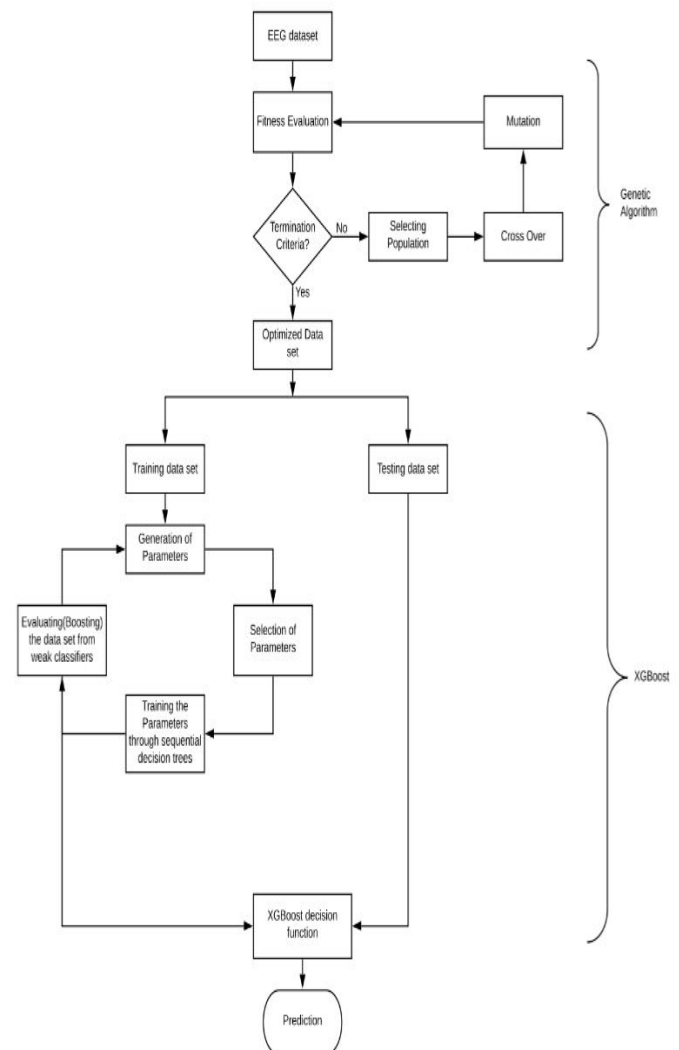 EEG dataset
Fitness Evaluation
Mutation
Genetic
Algorithm
Termination
Criteria?
No
Selecting
Population
Cross Over
Yes
Optimized Data
set
Training data set
Testing data set
Generation of
Parameters
Evaluating(Boosting)
the data set from
weak classifiers
Selection of
Parameters
XGBoost
Training the
Parameters
through sequential
decision trees
XGBoost decision
function
Prediction